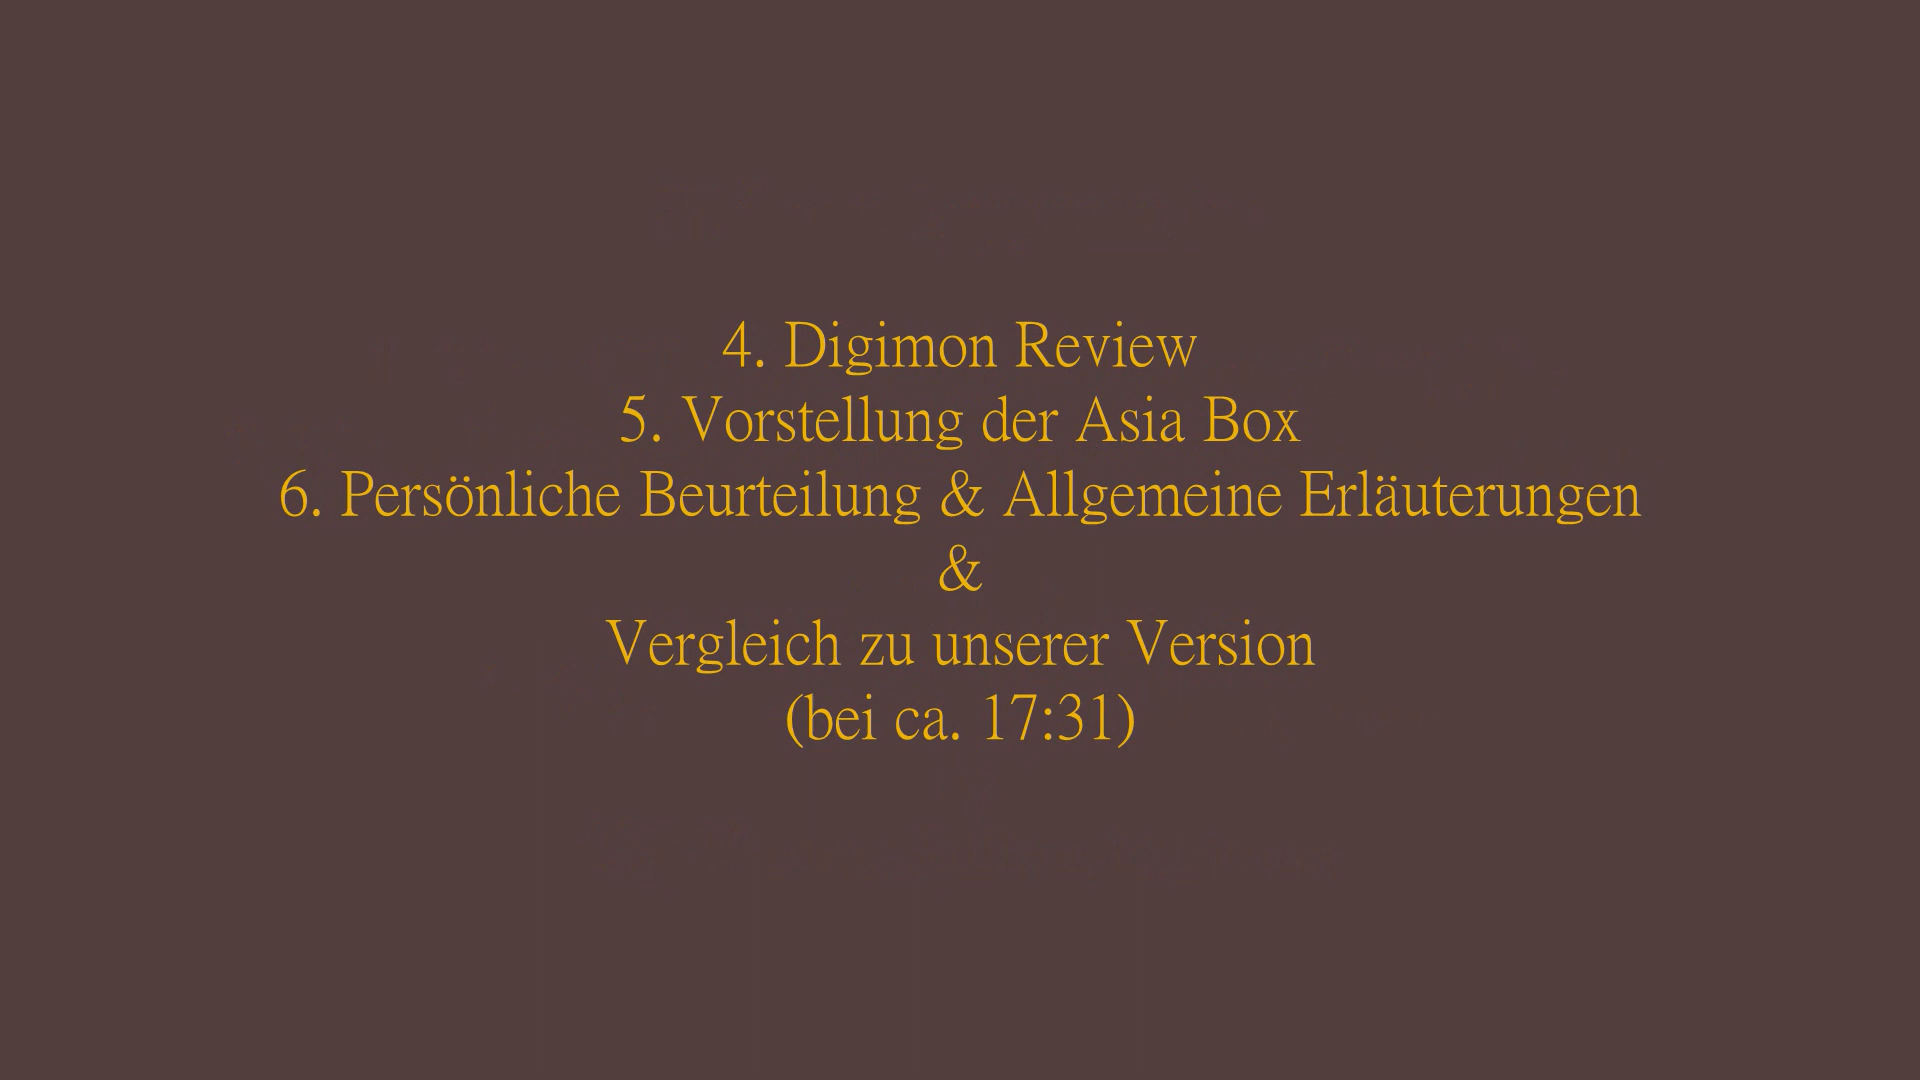 4. Digimon Review
5. Vorstellung der Asia Box
6. Persönliche Beurteilung & Allgemeine Erläuterungen
&
Vergleich zu unserer Version
(bei ca. 17:31)